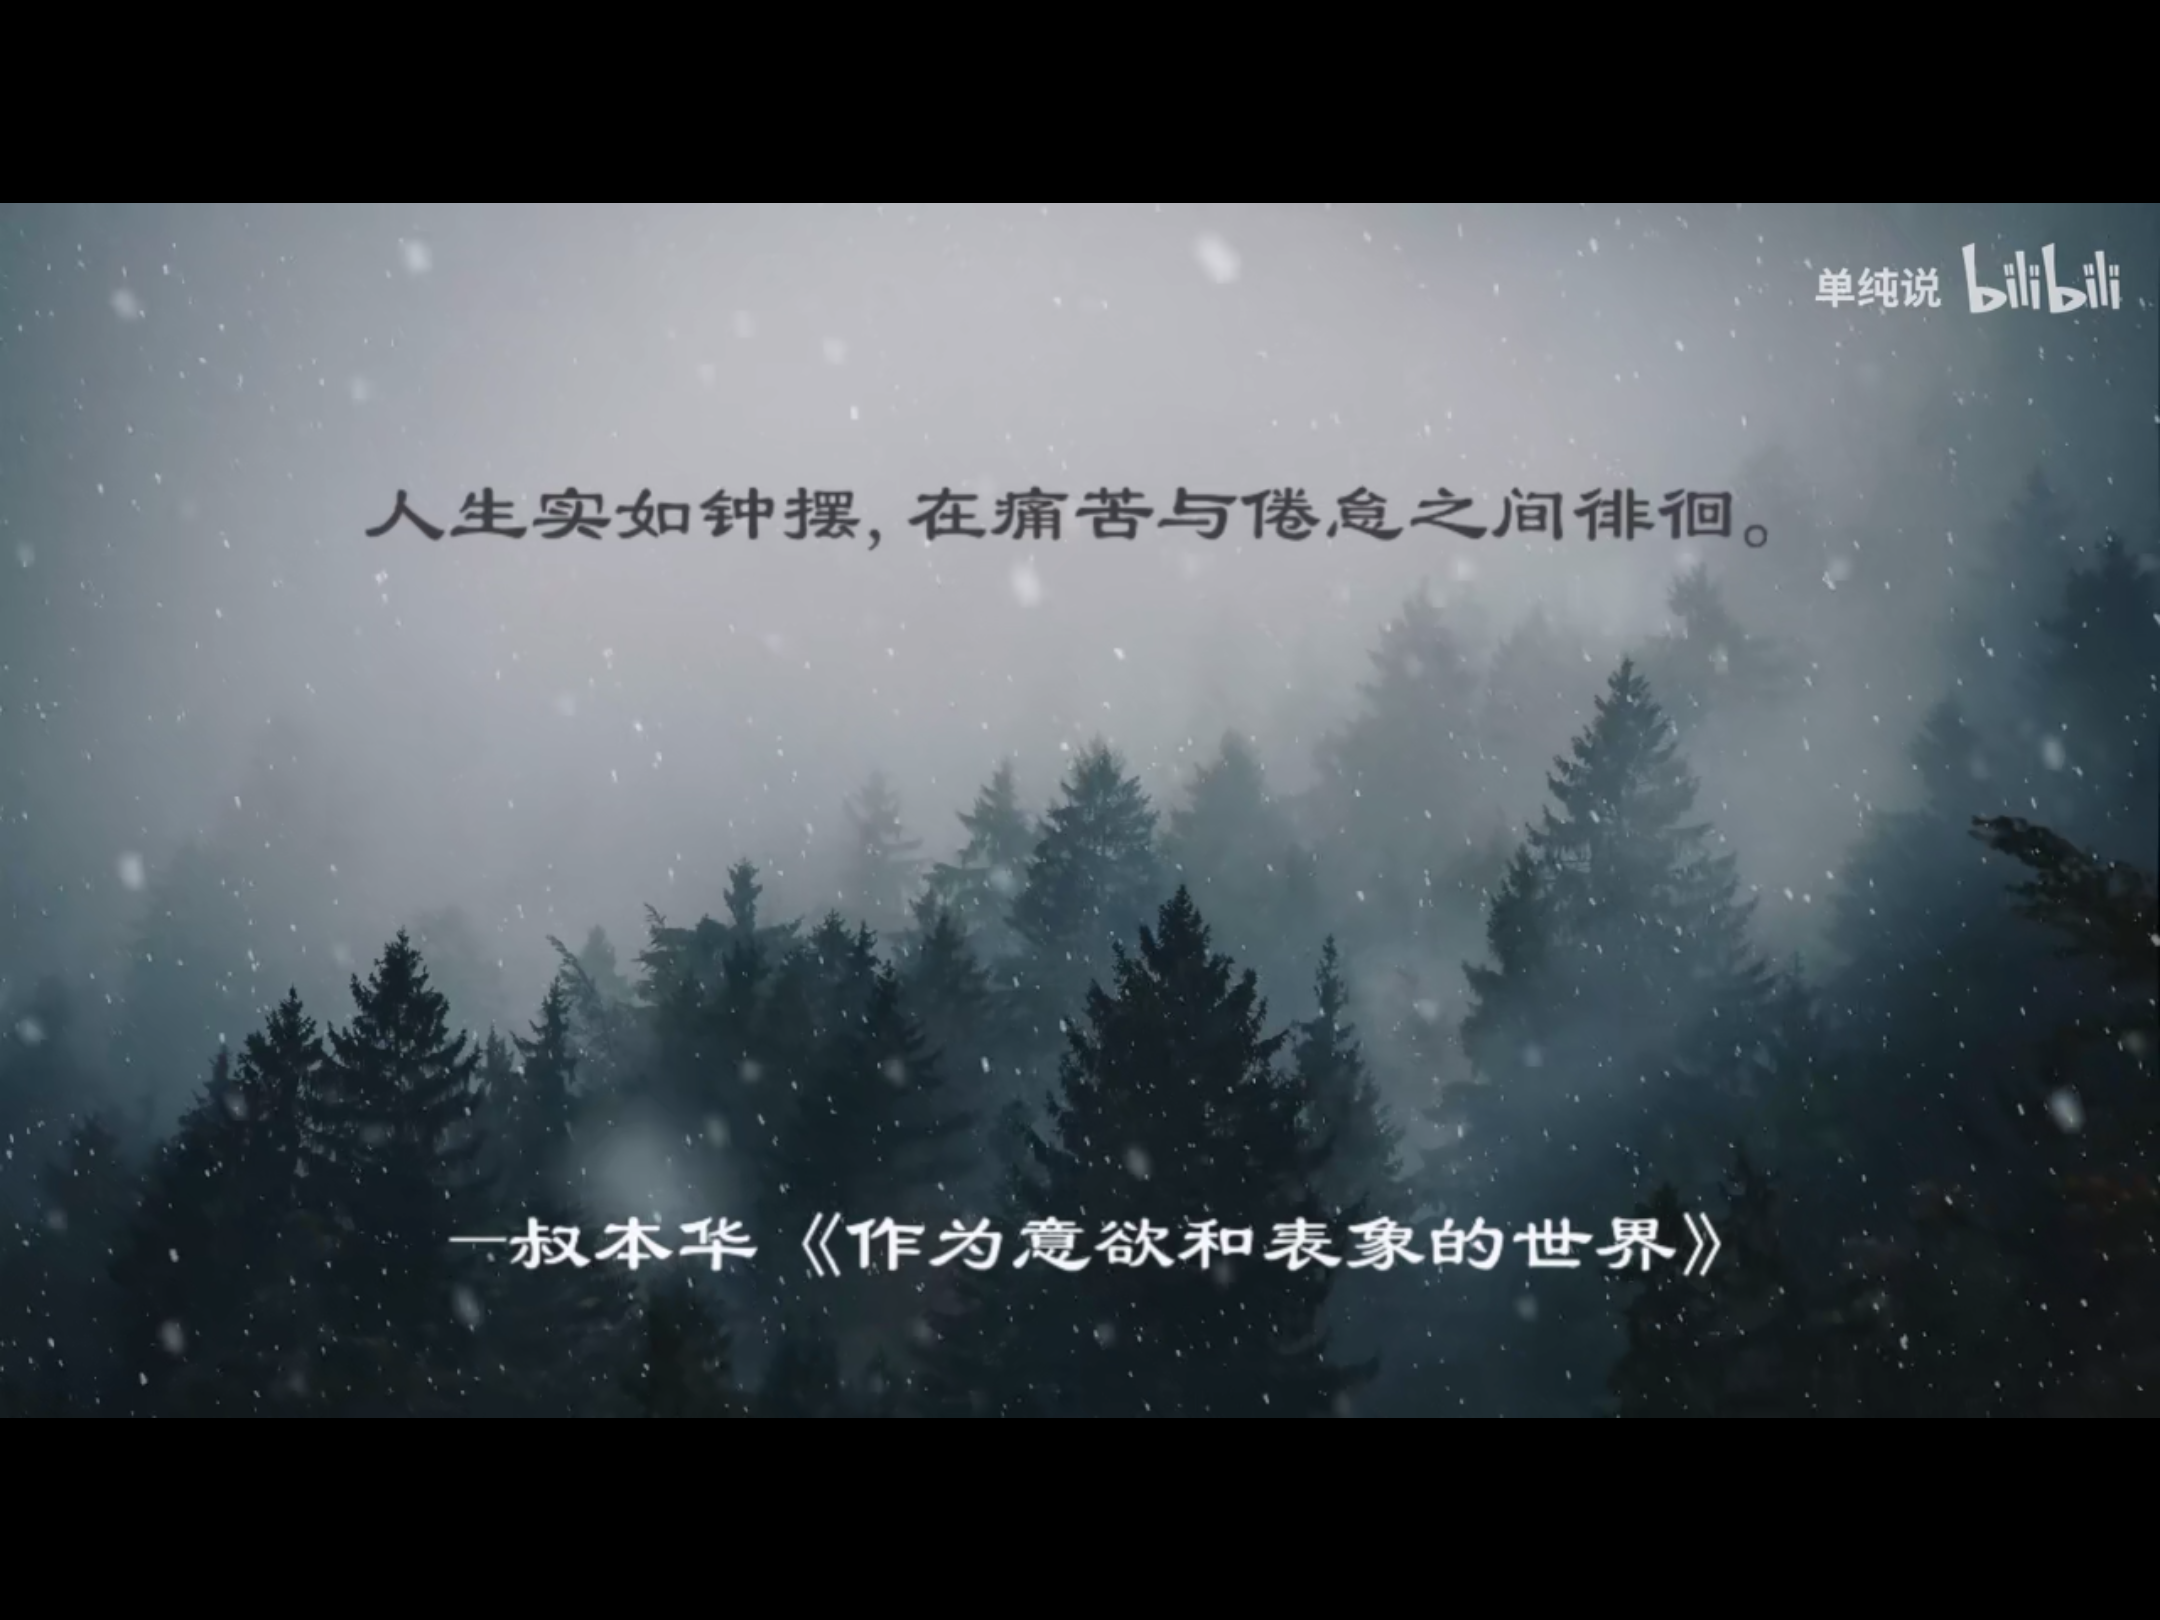 单纯说 bilibili
人生实如钟摆,在痛苦与倦怠之间徘徊。
—叔本华《作为意欲和表象的世界》